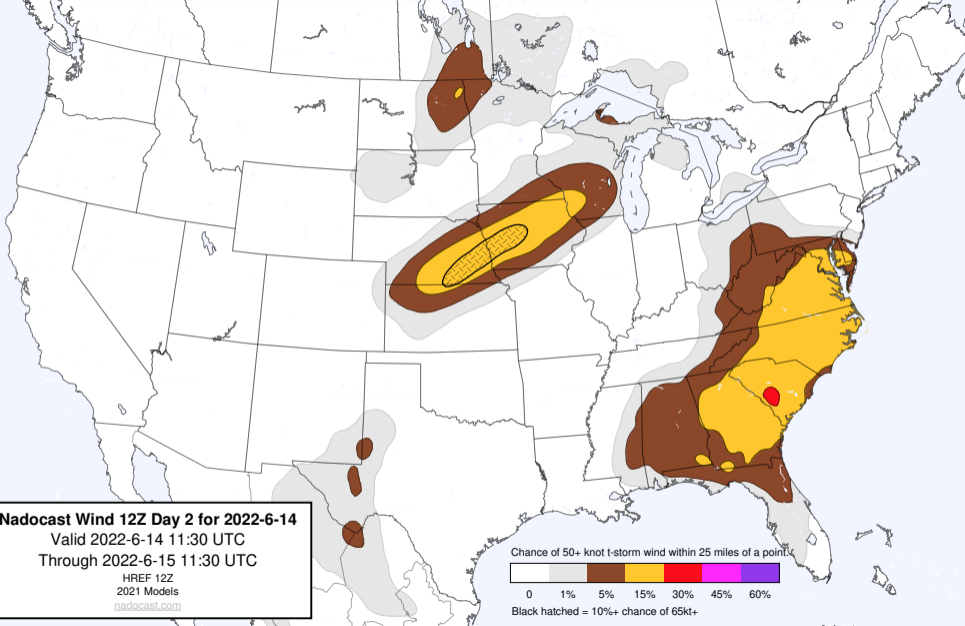 Nadocast Wind 12Z Day 2 for 2022-6-14
Valid 2022-6-14 11:30 UTC
Through 2022-6-15 11:30 UTC
HREF 12Z
2021 Models
nadocast.com
Chance of 50+ knot t-storm wind within 25 miles of a point.
0 1% 5% 15% 30% 45% 60%
Black hatched = 10%+ chance of 65kt+